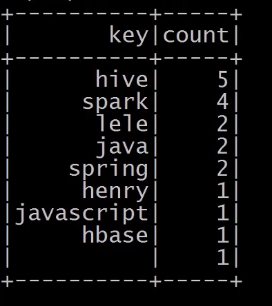 +----------+-----+
|       key|count|
+----------+-----+
|      hive|    5|
|     spark|    4|
|      lele|    2|
|      java|    2|
|    spring|    2|
|     henry|    1|
|javascript|    1|
|     hbase|    1|
|          |    1|
+----------+-----+